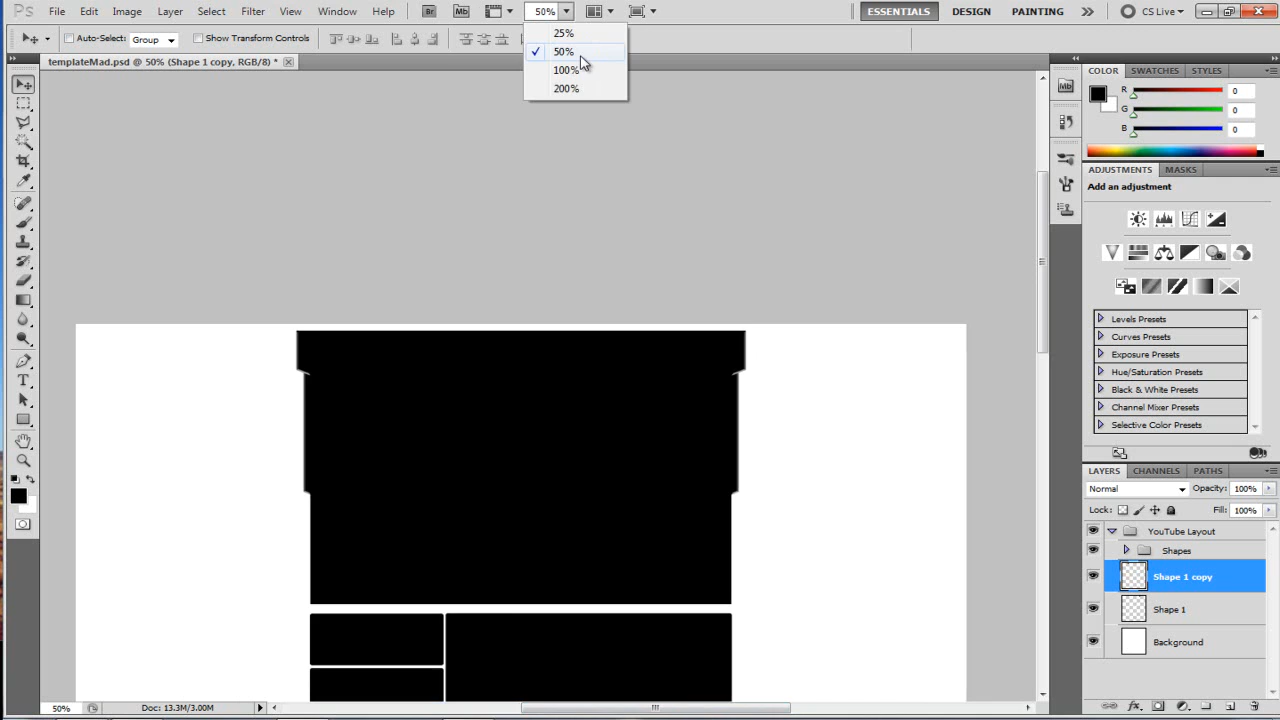 Ps File Edit Image Layer Select Filter View Window Help Br Mb 50% ESSENTIALS DESIGN PAINTING CS Live
Auto-Select: Group Show Transform Controls
25%
50%
100%
200%
templateMad.psd @ 50% (Shape 1 copy, RGB/8) *
COLOR SWATCHES STYLES
Mb
R 0
G 0
B 0
ADJUSTMENTS MASKS
Add an adjustment
Levels Presets
Curves Presets
Exposure Presets
Hue/Saturation Presets
Black & White Presets
Channel Mixer Presets
Selective Color Presets
LAYERS CHANNELS PATHS
Normal Opacity: 100%
Lock: Fill: 100%
YouTube Layout
Shapes
Shape 1 copy
Shape 1
Background
50% Doc: 13.3M/3.00M